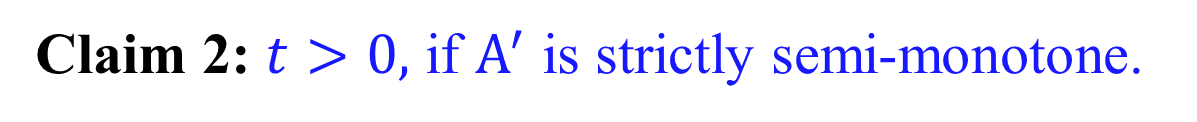 Claim 2: t > 0, if A′ is strictly semi-monotone.